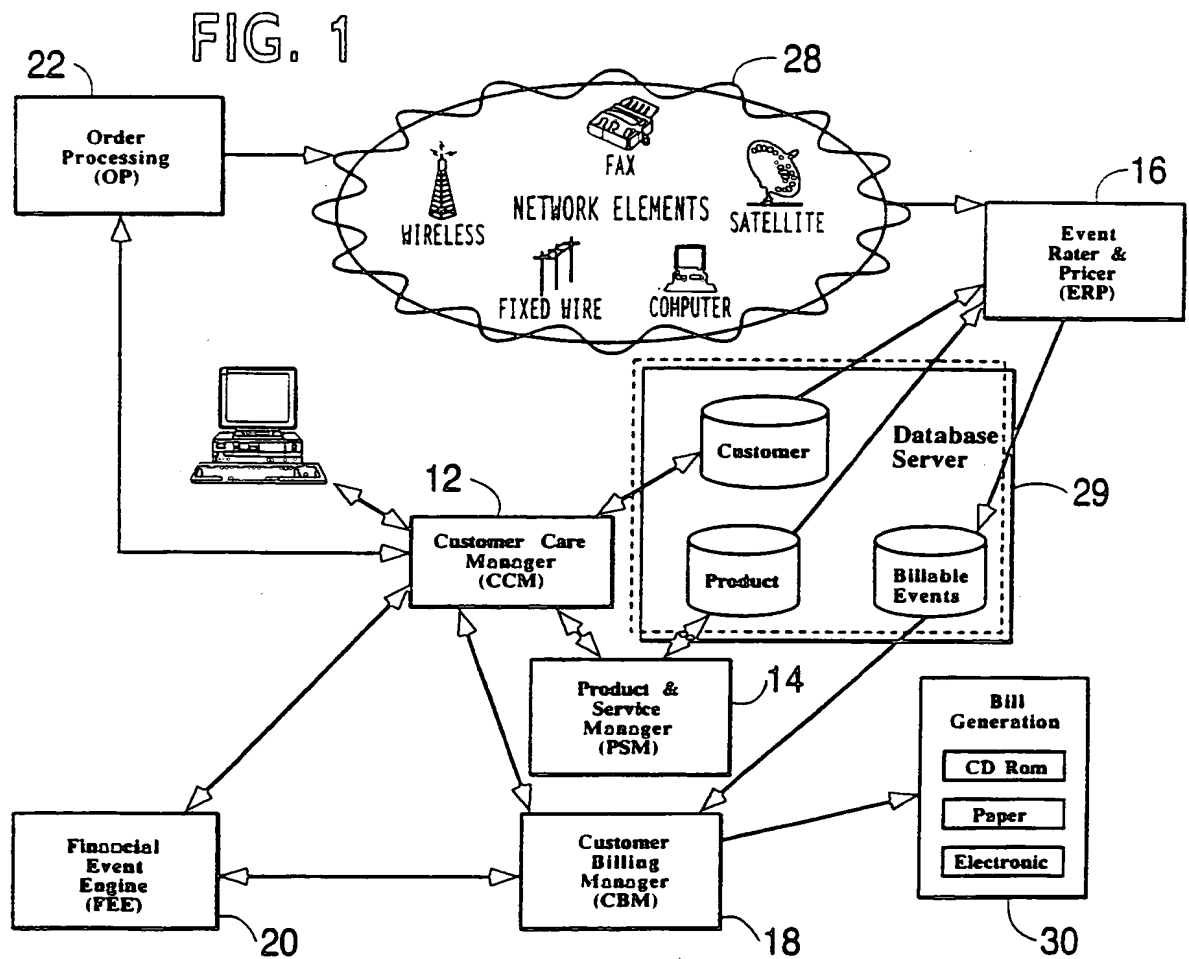 FIG. 1
22
Order
Processing
(OP)
28
FAX
WIRELESS
NETWORK ELEMENTS
SATELLITE
FIXED WIRE
COMPUTER
16
Event
Rater &
Pricer
(ERP)
Customer
Database
Server
29
Product
Billable
Events
12
Customer Care
Manager
(CCM)
14
Product &
Service
Manager
(PSM)
Bill
Generation
CD Rom
Paper
Electronic
30
Financial
Event
Engine
(FEE)
20
Customer
Billing
Manager
(CBM)
18